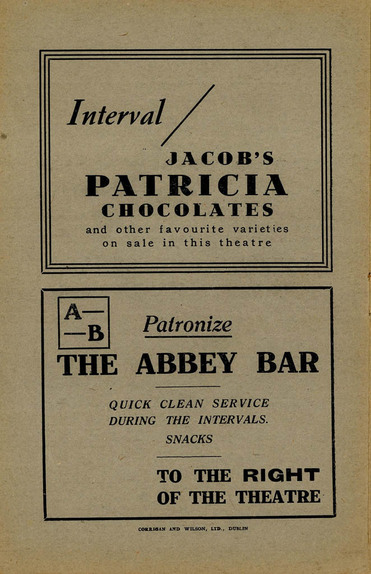 Interval
JACOB'S
PATRICIA
CHOCOLATES
and other favourite varieties
on sale in this theatre
A—
—B
Patronize
THE ABBEY BAR
QUICK CLEAN SERVICE
DURING THE INTERVALS.
SNACKS
TO THE RIGHT
OF THE THEATRE
CORRIGAN AND WILSON, LTD., DUBLIN